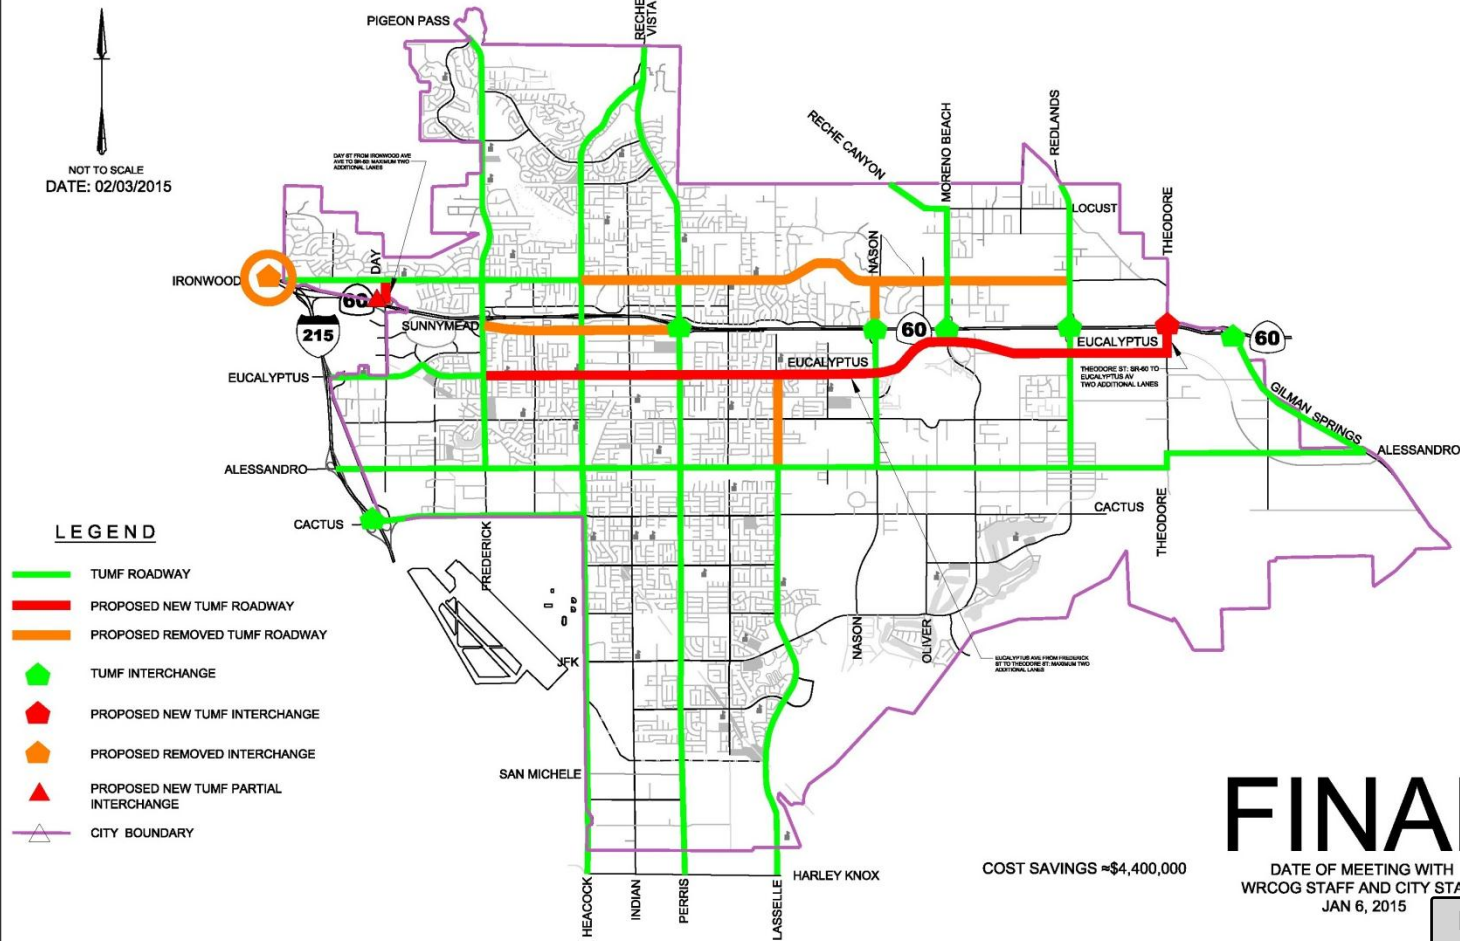 PIGEON PASS
RECHE
VISTA
NOT TO SCALE
DATE: 02/03/2015
DAY ST FROM IRONWOOD AVE
AVE TO SR-60: MAXIMUM TWO
ADDITIONAL LANES
RECHE CANYON
MORENO BEACH
REDLANDS
LOCUST
THEODORE
NASON
DAY
IRONWOOD
60
215
SUNNYMEAD
60
60
EUCALYPTUS
EUCALYPTUS
EUCALYPTUS
THEODORE ST: SR-60 TO
EUCALYPTUS AV
TWO ADDITIONAL LANES
GILMAN SPRINGS
ALESSANDRO
ALESSANDRO
CACTUS
CACTUS
FREDERICK
THEODORE
LEGEND
TUMF ROADWAY
PROPOSED NEW TUMF ROADWAY
PROPOSED REMOVED TUMF ROADWAY
TUMF INTERCHANGE
PROPOSED NEW TUMF INTERCHANGE
PROPOSED REMOVED INTERCHANGE
PROPOSED NEW TUMF PARTIAL
INTERCHANGE
CITY BOUNDARY
JFK
NASON
OLIVER
EUCALYPTUS AVE FROM FREDERICK
ST TO THEODORE ST: MAXIMUM TWO
ADDITIONAL LANES
SAN MICHELE
HARLEY KNOX
HEACOCK
INDIAN
PERRIS
LASSELLE
COST SAVINGS ≈$4,400,000
FINAL
DATE OF MEETING WITH
WRCOG STAFF AND CITY STA
JAN 6, 2015